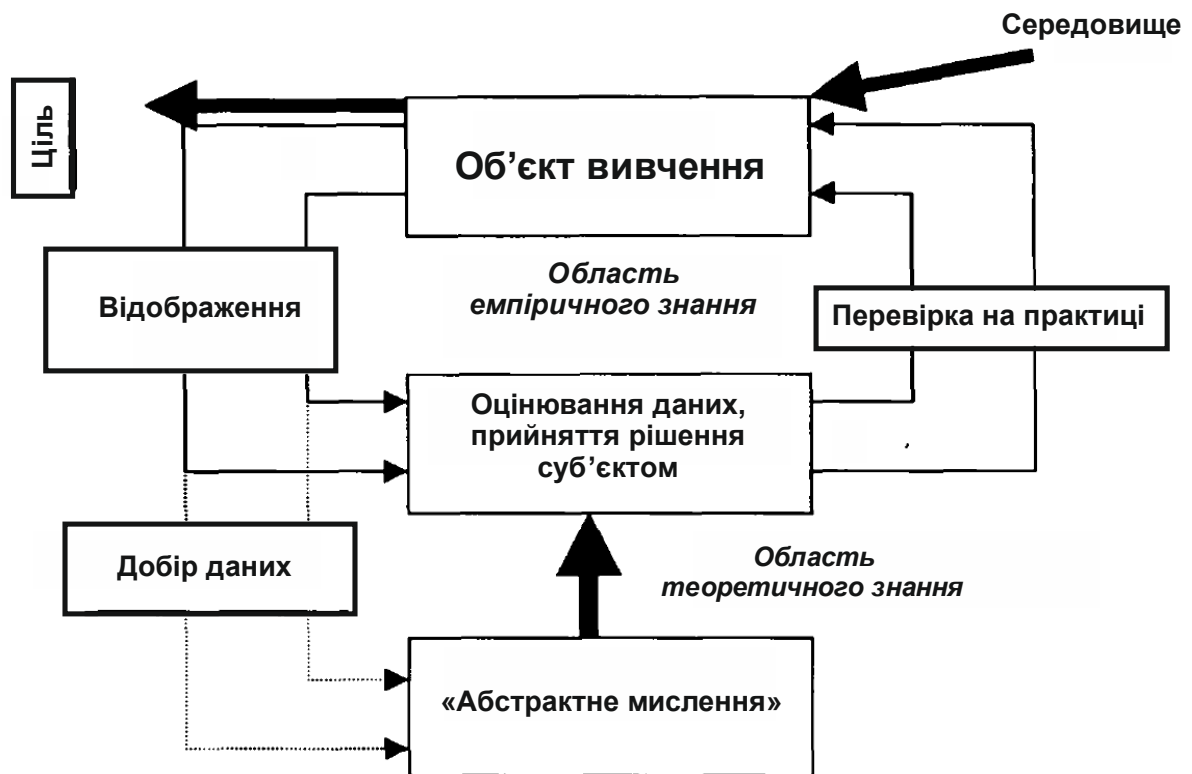 Середовище
Ціль
Об’єкт вивчення
Область
емпіричного знання
Відображення
Перевірка на практиці
Оцінювання даних,
прийняття рішення
суб’єктом
Добір даних
Область
теоретичного знання
«Абстрактне мислення»